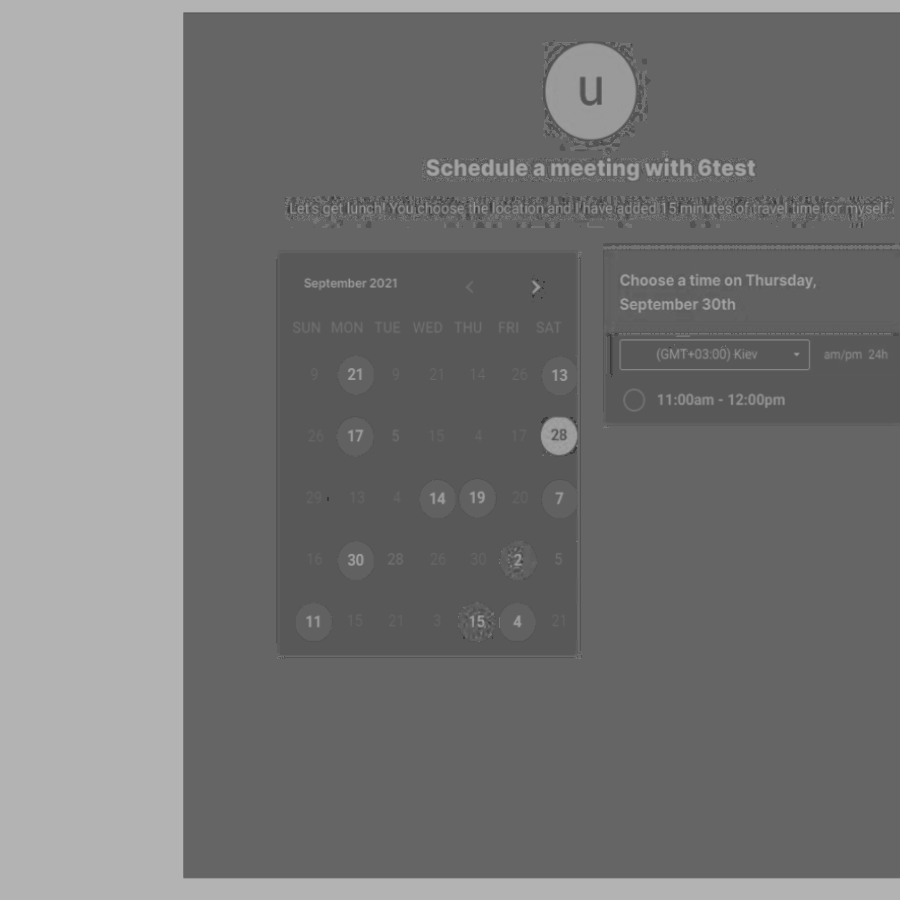 u
Schedule a meeting with 6test
Let's get lunch! You choose the location and I have added 15 minutes of travel time for myself.
September 2021
SUN MON TUE WED THU FRI SAT
9 21 9 21 14 26 13
26 17 5 15 4 17 28
29 13 4 14 19 20 7
16 30 28 26 30 2 5
11 15 21 3 15 4 21
Choose a time on Thursday,
September 30th
(GMT+03:00) Kiev
am/pm 24h
11:00am - 12:00pm